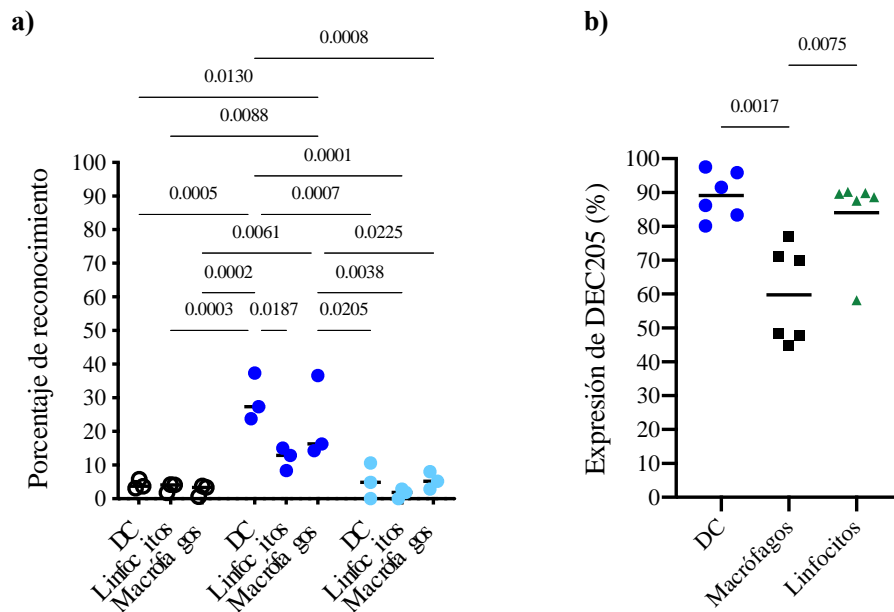 a)
0.0008
0.0130
0.0088
0.0001
0.0005
0.0007
0.0061
0.0225
0.0002
0.0038
0.0003
0.0187
0.0205
Porcentaje de reconocimiento
100
90
80
70
60
50
40
30
20
10
0
DC
Linfoc itos
Macrófa gos
DC
Linfoc itos
Macrófa gos
DC
Linfoc itos
Macrófa gos
b)
0.0075
0.0017
Expresión de DEC205 (%)
100
90
80
70
60
50
40
30
20
10
0
DC
Macrófagos
Linfocitos